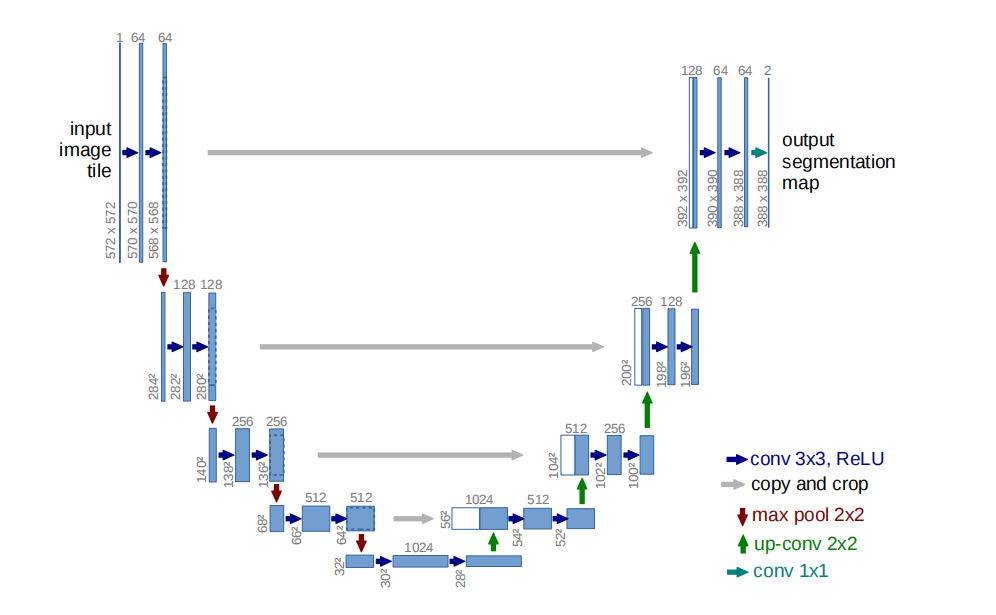 1 64 64
128 64 64 2
input
image
tile
output
segmentation
map
572 x 572
570 x 570
568 x 568
392 x 392
390 x 390
388 x 388
388 x 388
128 128
256 128
284²
282²
280²
200²
198²
196²
256 256
512 256
140²
138²
136²
104²
102²
100²
512 512
1024 512
68²
66²
64²
56²
54²
52²
1024
32²
30²
28²
conv 3x3, ReLU
copy and crop
max pool 2x2
up-conv 2x2
conv 1x1